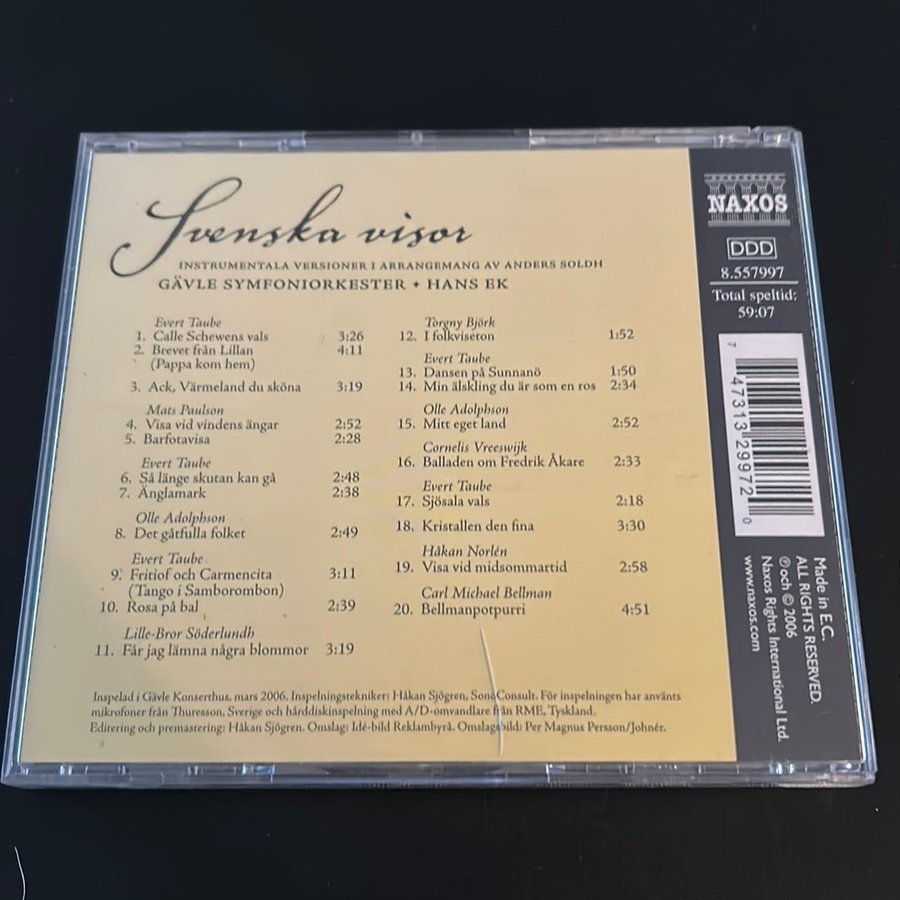 Svenska visor
INSTRUMENTALA VERSIONER I ARRANGEMANG AV ANDERS SOLDH
GÄVLE SYMFONIORKESTER • HANS EK
Evert Taube
1. Calle Schewens vals 3:26
2. Brevet från Lillan 4:11
(Pappa kom hem)
3. Ack, Värmeland du sköna 3:19
Mats Paulson
4. Visa vid vindens ängar 2:52
5. Barfotavisa 2:28
Evert Taube
6. Så länge skutan kan gå 2:48
7. Änglamark 2:38
Olle Adolphson
8. Det gåtfulla folket 2:49
Evert Taube
9. Fritiof och Carmencita 3:11
(Tango i Samborombon)
10. Rosa på bal 2:39
Lille-Bror Söderlundh
11. Får jag lämna några blommor 3:19
Torgny Björk
12. I folkviseton 1:52
Evert Taube
13. Dansen på Sunnanö 1:50
14. Min älskling du är som en ros 2:34
Olle Adolphson
15. Mitt eget land 2:52
Cornelis Vreeswijk
16. Balladen om Fredrik Åkare 2:33
Evert Taube
17. Sjösala vals 2:18
18. Kristallen den fina 3:30
Håkan Norlén
19. Visa vid midsommartid 2:58
Carl Michael Bellman
20. Bellmanpotpurri 4:51
Inspelad i Gävle Konserthus, mars 2006. Inspelningstekniker: Håkan Sjögren, SonoConsult. För inspelningen har använts
mikrofoner från Thuresson, Sverige och hårddiskinspelning med A/D-omvandlare från RME, Tyskland.
Editering och premastering: Håkan Sjögren. Omslag: Idé-bild Reklambyrå. Omslagsbild: Per Magnus Persson/Johnér.
NAXOS
DDD
8.557997
Total speltid:
59:07
7 47313 29972 0
Made in E.C.
ALL RIGHTS RESERVED.
℗ och © 2006
Naxos Rights International Ltd.
www.naxos.com